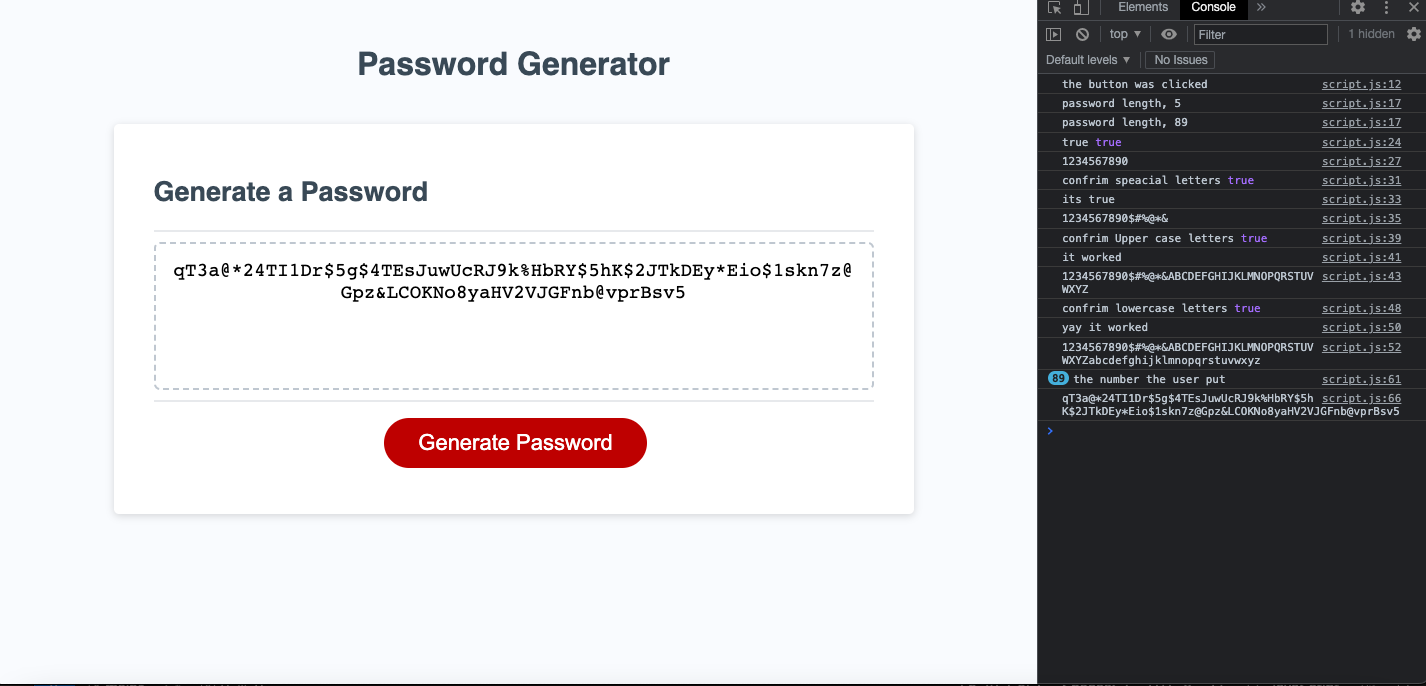 Password Generator
Generate a Password
qT3a@*24TI1Dr$5g$4TEsJuwUcRJ9k%HbRY$5hK$2JTkDEy*Eio$1skn7z@
Gpz&LCOKNo8yaHV2VJGFnb@vprBsv5
Generate Password
Elements Console »
top ▼ Filter 1 hidden
Default levels ▼ No Issues
the button was clicked script.js:12
password length, 5 script.js:17
password length, 89 script.js:17
true true script.js:24
1234567890 script.js:27
confrim speacial letters true script.js:31
its true script.js:33
1234567890$#%@*& script.js:35
confrim Upper case letters true script.js:39
it worked script.js:41
1234567890$#%@*&ABCDEFGHIJKLMNOPQRSTUV script.js:43
WXYZ
confrim lowercase letters true script.js:48
yay it worked script.js:50
1234567890$#%@*&ABCDEFGHIJKLMNOPQRSTUV script.js:52
WXYZabcdefghijklmnopqrstuvwxyz
89 the number the user put script.js:61
qT3a@*24TI1Dr$5g$4TEsJuwUcRJ9k%HbRY$5h script.js:66
K$2JTkDEy*Eio$1skn7z@Gpz&LCOKNo8yaHV2VJGFnb@vprBsv5